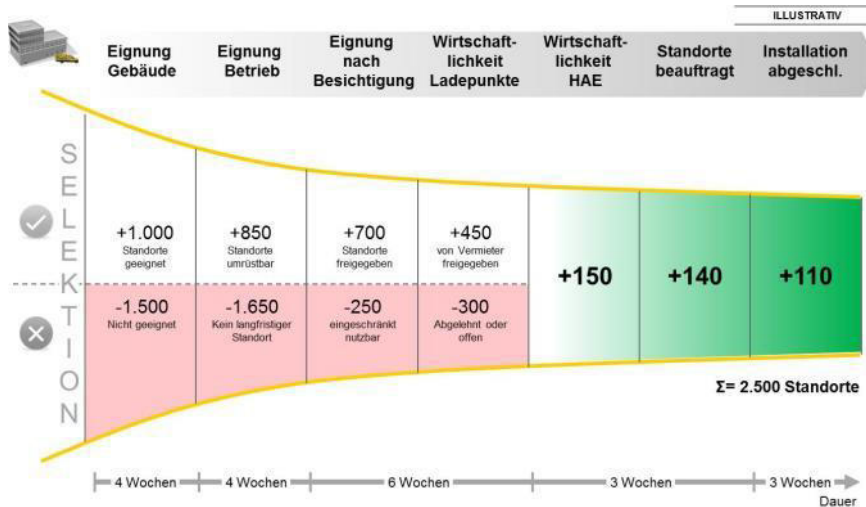 ILLUSTRATIV
Eignung
Gebäude
Eignung
Betrieb
Eignung
nach
Besichtigung
Wirtschaft-
lichkeit
Ladepunkte
Wirtschaft-
lichkeit
HAE
Standorte
beauftragt
Installation
abgeschl.
SELEKTION
+1.000
Standorte
geeignet
+850
Standorte
umrüstbar
+700
Standorte
freigegeben
+450
von Vermieter
freigegeben
+150
+140
+110
-1.500
Nicht geeignet
-1.650
Kein langfristiger
Standort
-250
eingeschränkt
nutzbar
-300
Abgelehnt oder
offen
Σ= 2.500 Standorte
4 Wochen
4 Wochen
6 Wochen
3 Wochen
3 Wochen
Dauer